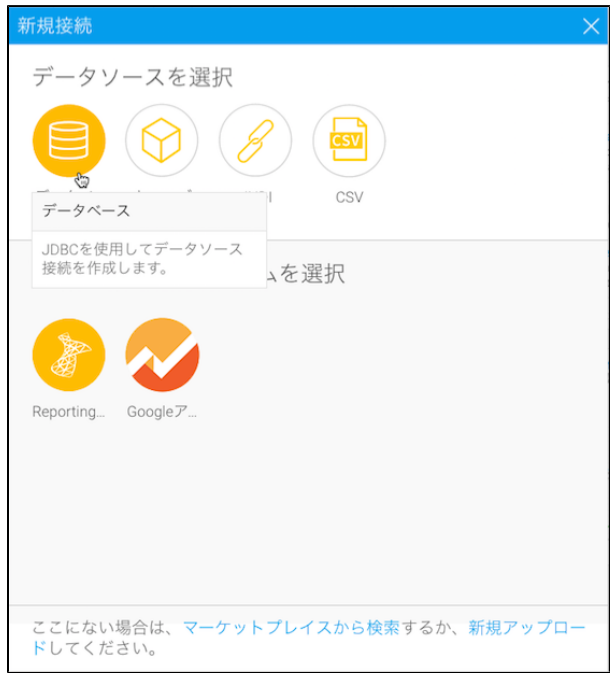 新規接続
データソースを選択
CSV
CSV
データベース
JDBCを使用してデータソース
接続を作成します。
ムを選択
Reporting...
Googleア...
ここにない場合は、マーケットプレイスから検索するか、新規アップロー
ドしてください。